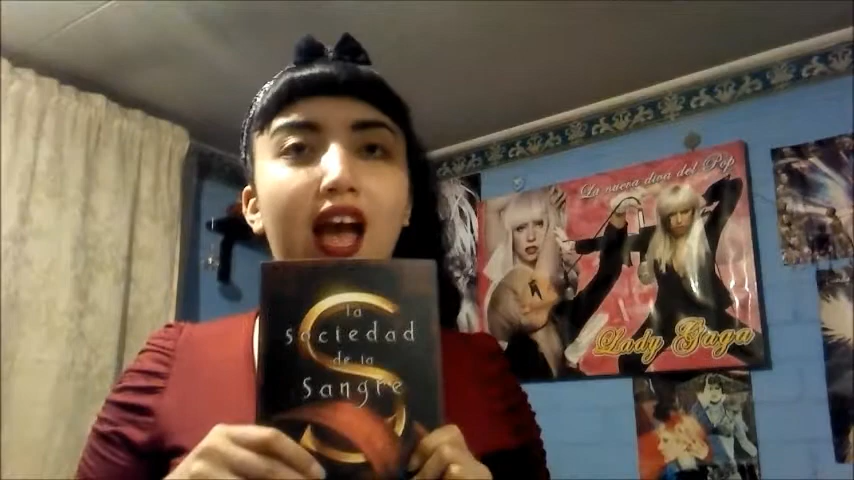 la
sociedad
de la
Sangre
La nueva diva del Pop
Lady Gaga